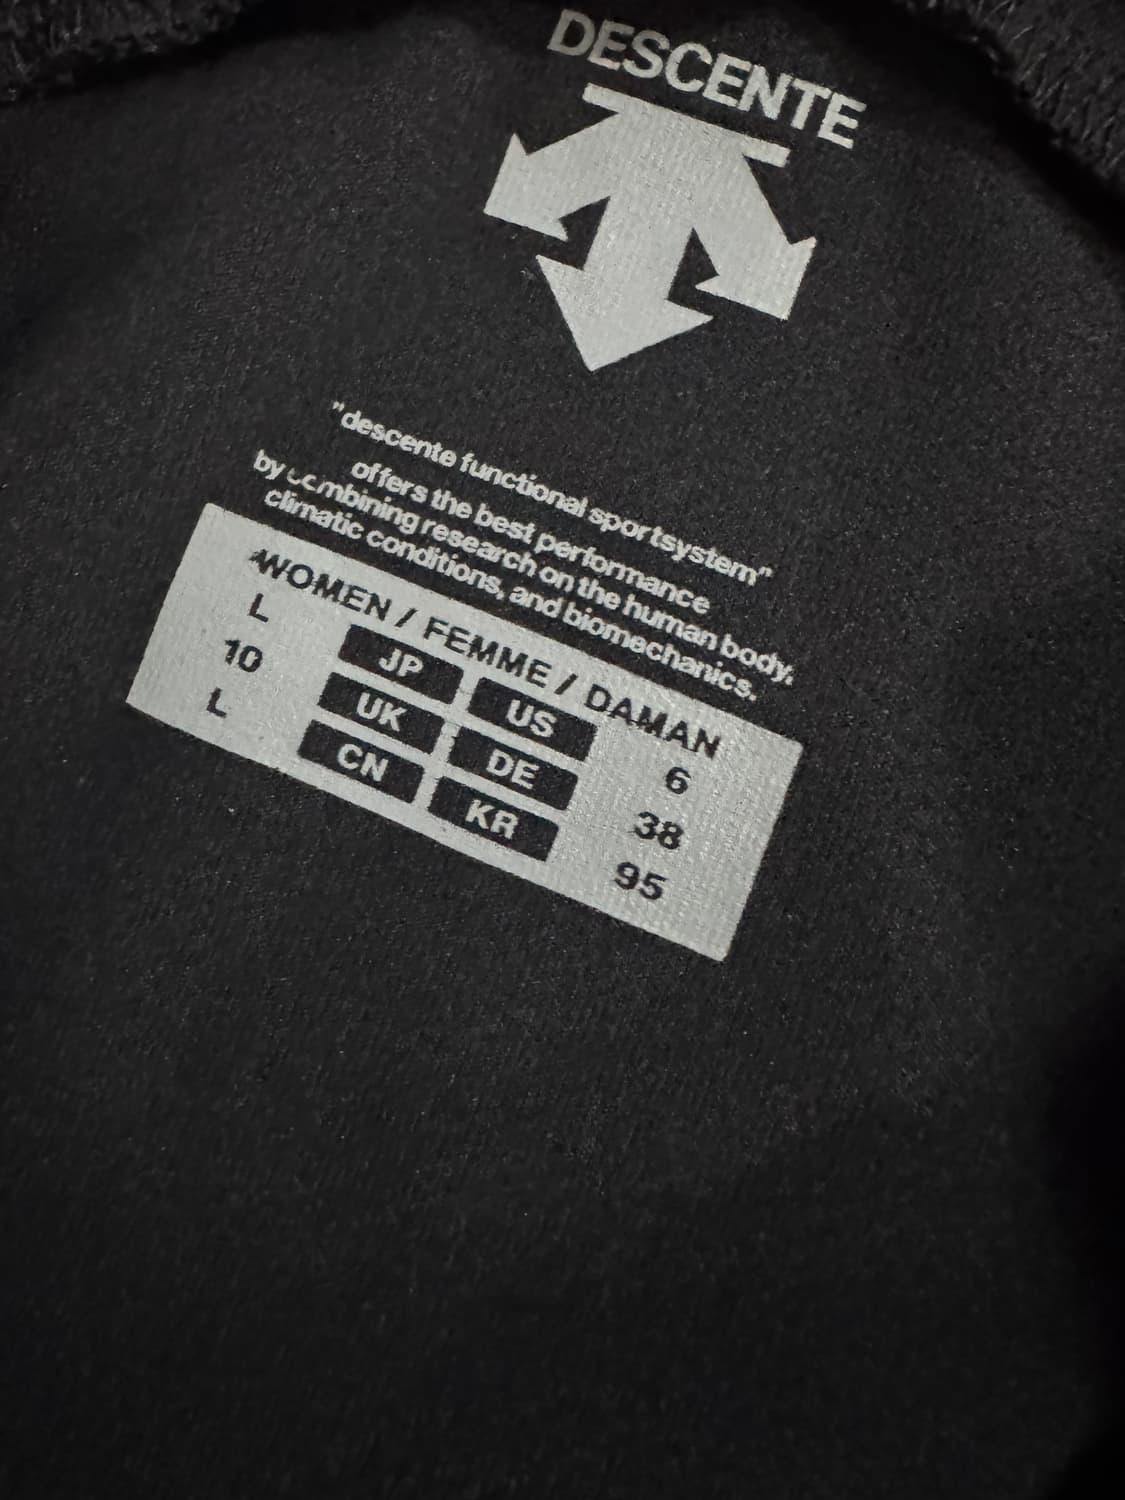 DESCENTE
"descente functional sportsystem"
offers the best performance
by combining research on the human body,
climatic conditions, and biomechanics.
WOMEN / FEMME / DAMAN
L JP US 6
10 UK DE 38
L CN KR 95